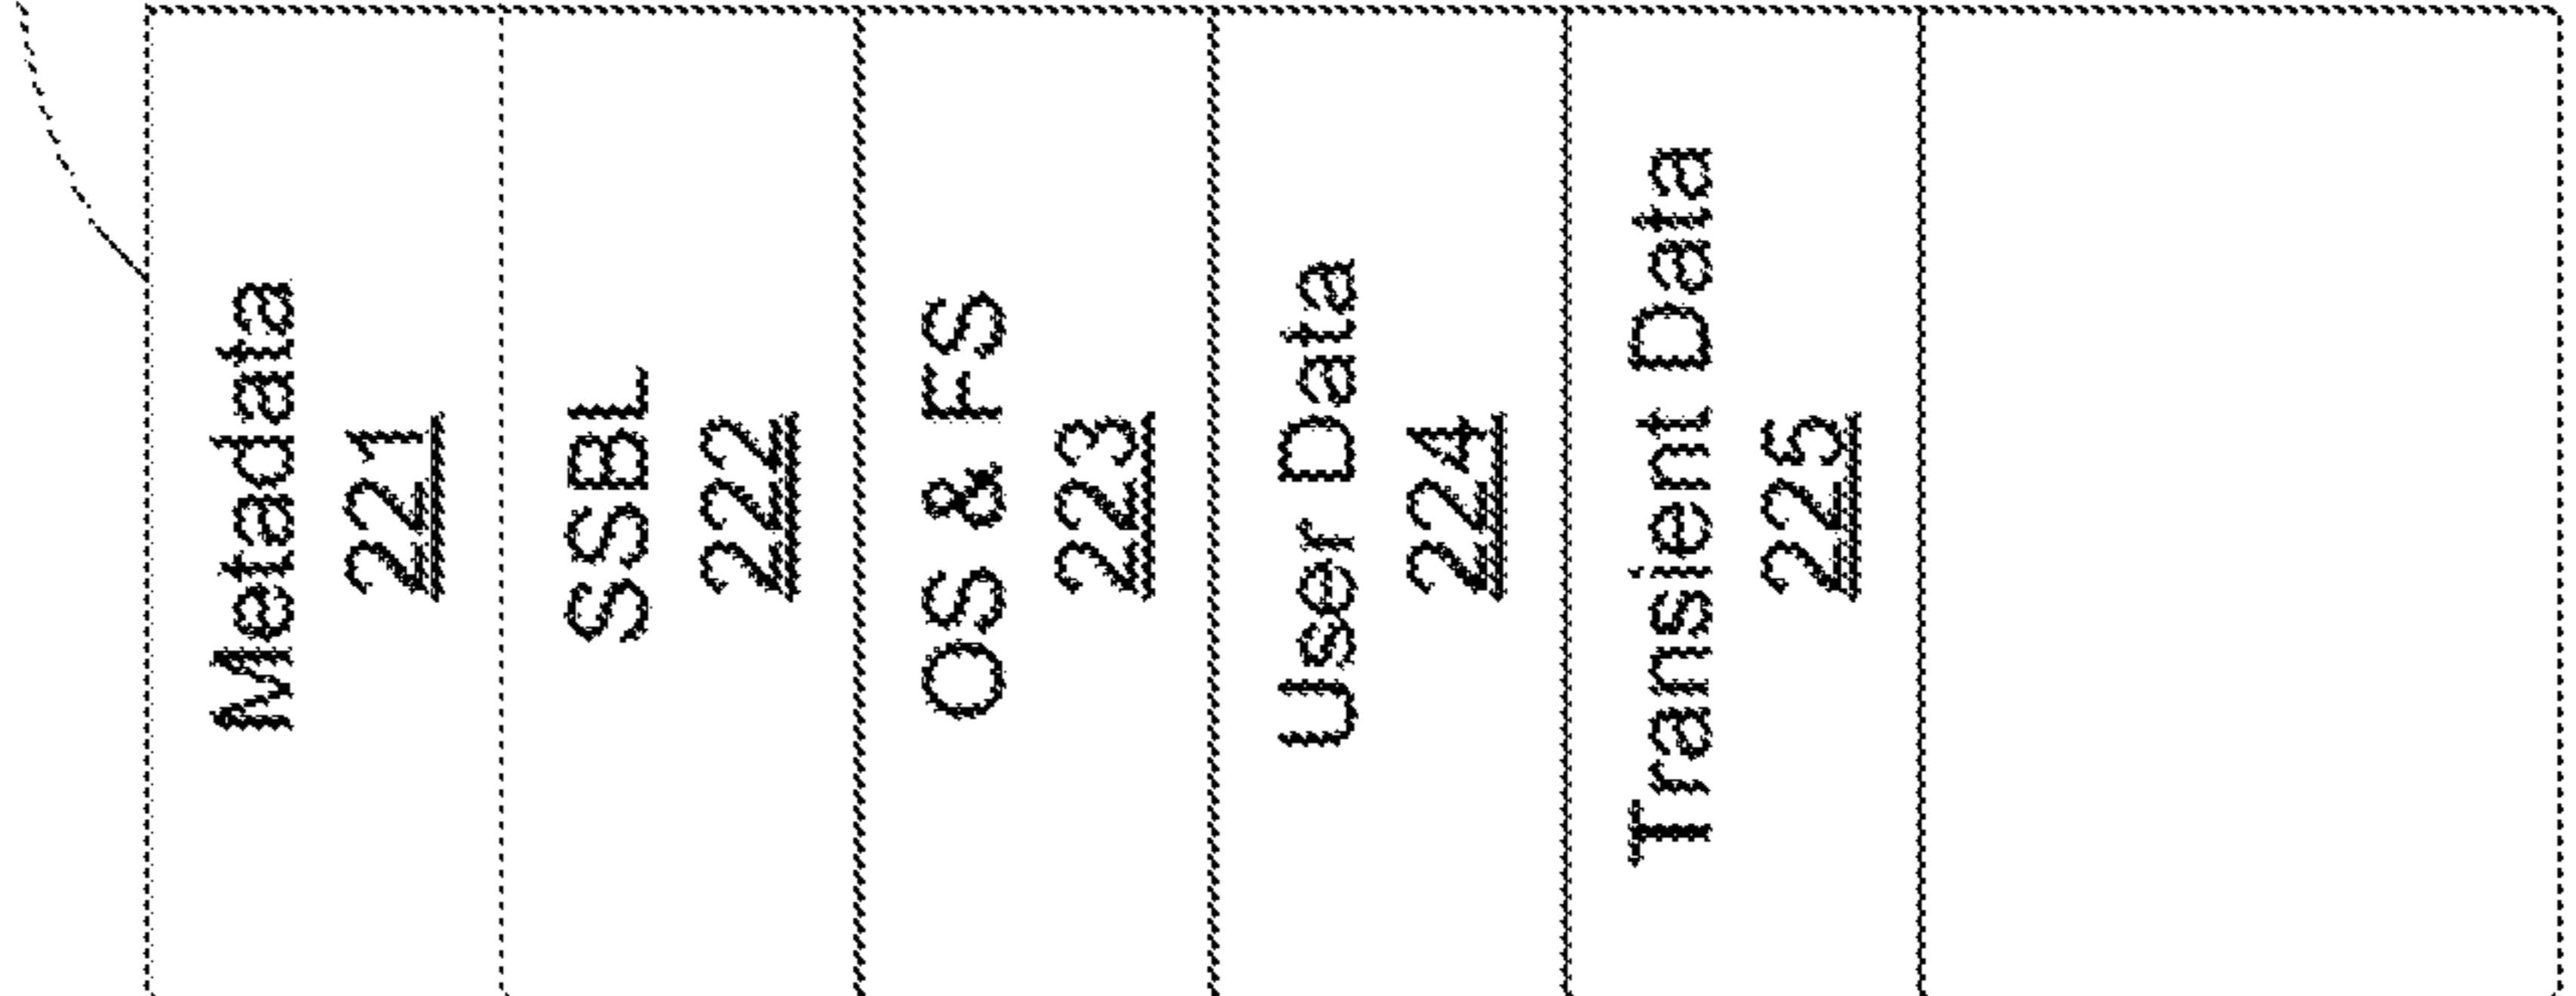 Metadata
221
SSBL
222
OS & FS
223
User Data
224
Transient Data
225